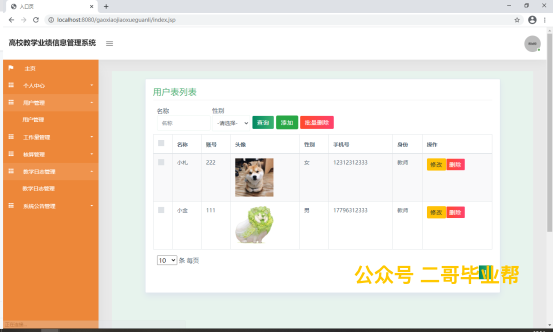 入口页
localhost:8080/gaoxiaojiaoxueguanli/index.jsp
高校教学业绩信息管理系统
主页
个人中心
用户管理
用户管理
工作量管理
核算管理
教学日志管理
教学日志管理
系统公告管理
用户表列表
名称 性别
名称 -请选择- 查询 添加 批量删除
名称 账号 头像 性别 手机号 身份 操作
小礼 222 女 12312312333 教师 修改 删除
小金 111 男 17796312333 教师 修改 删除
10 条 每页
1
公众号 二哥毕业帮